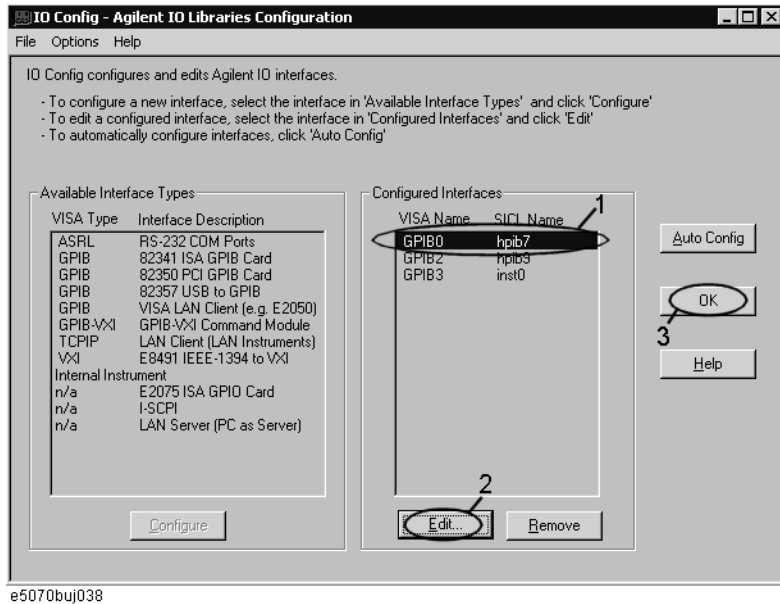 IO Config - Agilent IO Libraries Configuration
File Options Help
IO Config configures and edits Agilent IO interfaces.
- To configure a new interface, select the interface in 'Available Interface Types' and click 'Configure'
- To edit a configured interface, select the interface in 'Configured Interfaces' and click 'Edit'
- To automatically configure interfaces, click 'Auto Config'
Available Interface Types
VISA Type Interface Description
ASRL RS-232 COM Ports
GPIB 82341 ISA GPIB Card
GPIB 82350 PCI GPIB Card
GPIB 82357 USB to GPIB
GPIB VISA LAN Client (e.g. E2050)
GPIB-VXI GPIB-VXI Command Module
TCPIP LAN Client (LAN Instruments)
VXI E8491 IEEE-1394 to VXI
Internal Instrument
n/a E2075 ISA GPIO Card
n/a I-SCPI
n/a LAN Server (PC as Server)
Configure
Configured Interfaces
1
VISA Name SICL Name
GPIB0 hpib7
GPIB2 hpib9
GPIB3 inst0
2
Edit...
Remove
Auto Config
OK
3
Help
e5070buj038